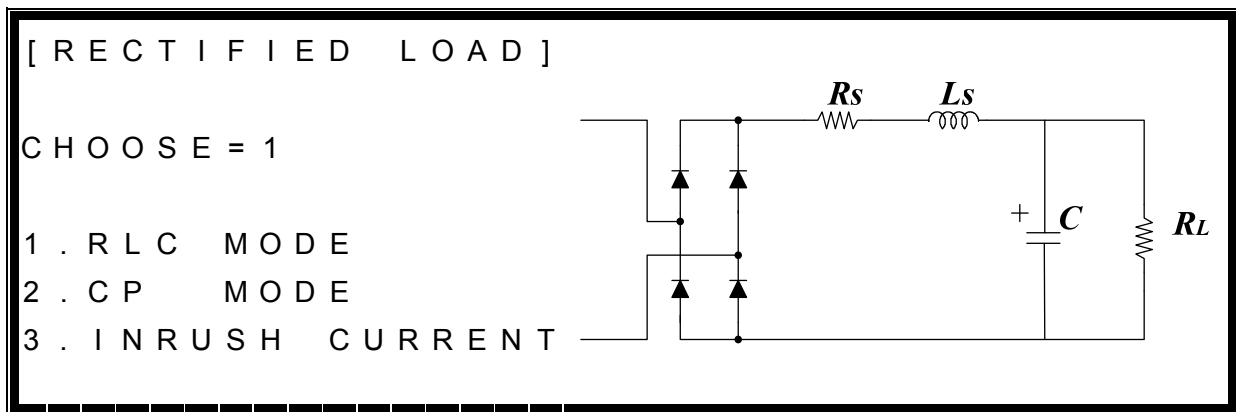 [RECTIFIED LOAD]
Rs
Ls
CHOOSE=1
+
C
RL
1.RLC MODE
2.CP MODE
3.INRUSH CURRENT